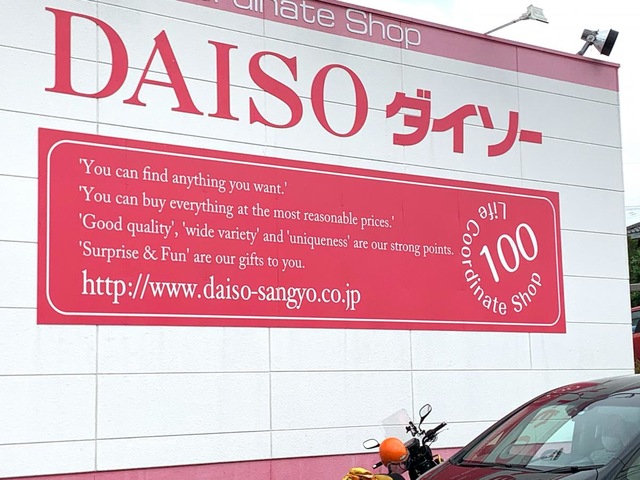 Coordinate Shop
DAISO ダイソー
'You can find anything you want.'
'You can buy everything at the most reasonable prices.'
'Good quality', 'wide variety' and 'uniqueness' are our strong points.
'Surprise & Fun' are our gifts to you.
http://www.daiso-sangyo.co.jp
100
Life Coordinate Shop